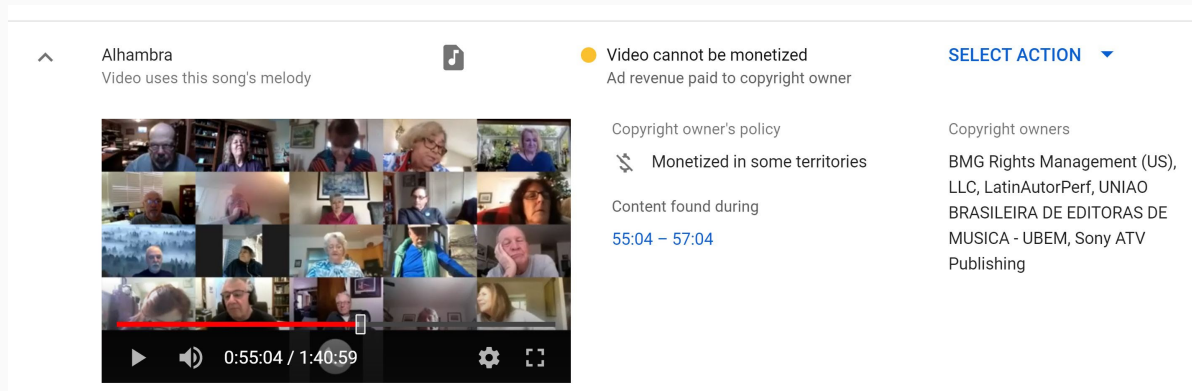 Alhambra
Video uses this song's melody
Video cannot be monetized
Ad revenue paid to copyright owner
SELECT ACTION
Copyright owner's policy
Monetized in some territories
Content found during
55:04 – 57:04
Copyright owners
BMG Rights Management (US),
LLC, LatinAutorPerf, UNIAO
BRASILEIRA DE EDITORAS DE
MUSICA - UBEM, Sony ATV
Publishing
0:55:04 / 1:40:59